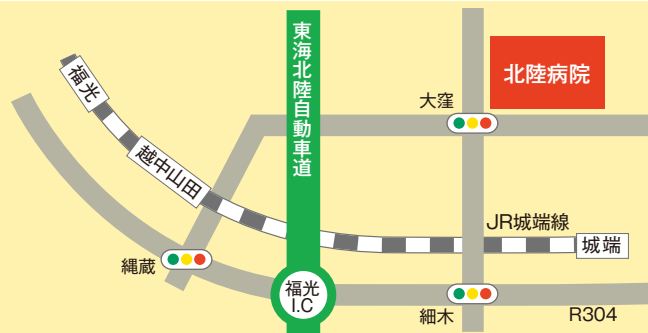 東海北陸自動車道
北陸病院
福光
大窪
越中山田
JR城端線
城端
縄蔵
福光
I.C
細木
R304